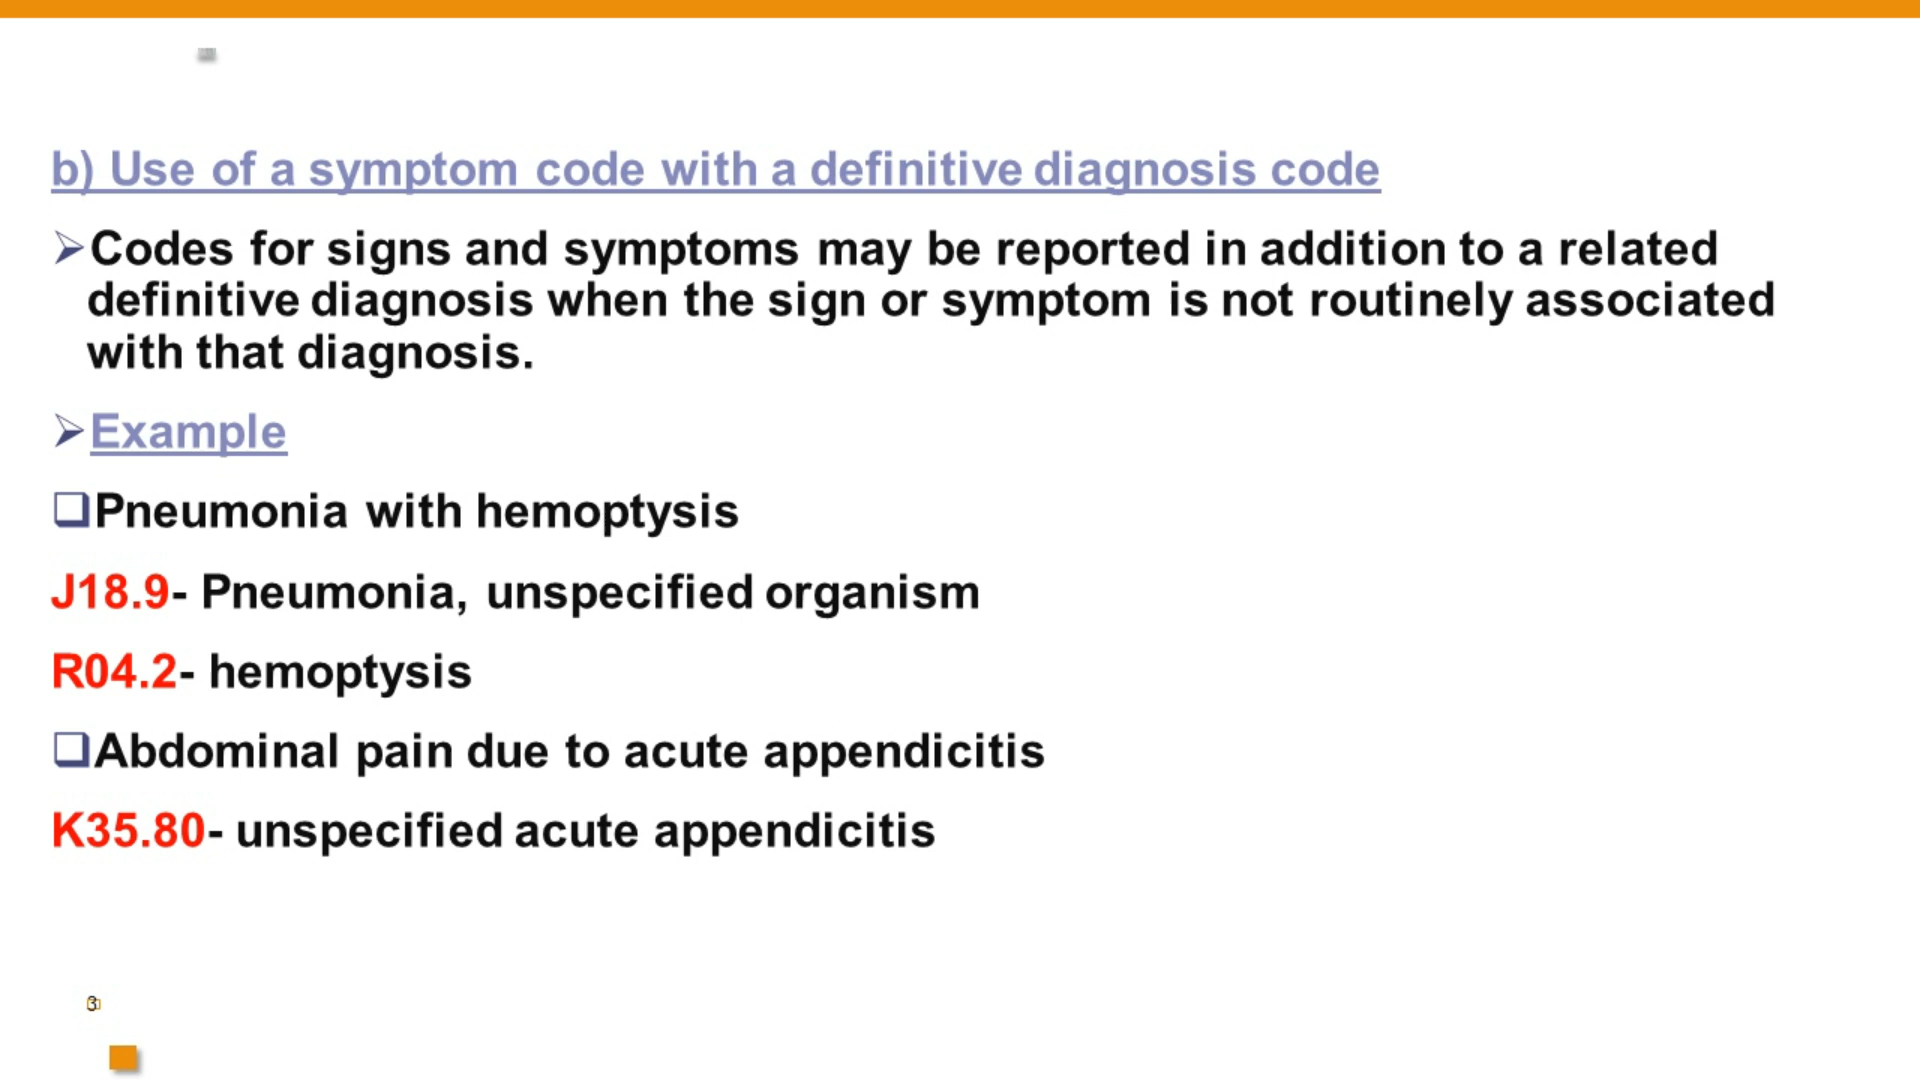 b) Use of a symptom code with a definitive diagnosis code
Codes for signs and symptoms may be reported in addition to a related
definitive diagnosis when the sign or symptom is not routinely associated
with that diagnosis.
Example
Pneumonia with hemoptysis
J18.9- Pneumonia, unspecified organism
R04.2- hemoptysis
Abdominal pain due to acute appendicitis
K35.80- unspecified acute appendicitis